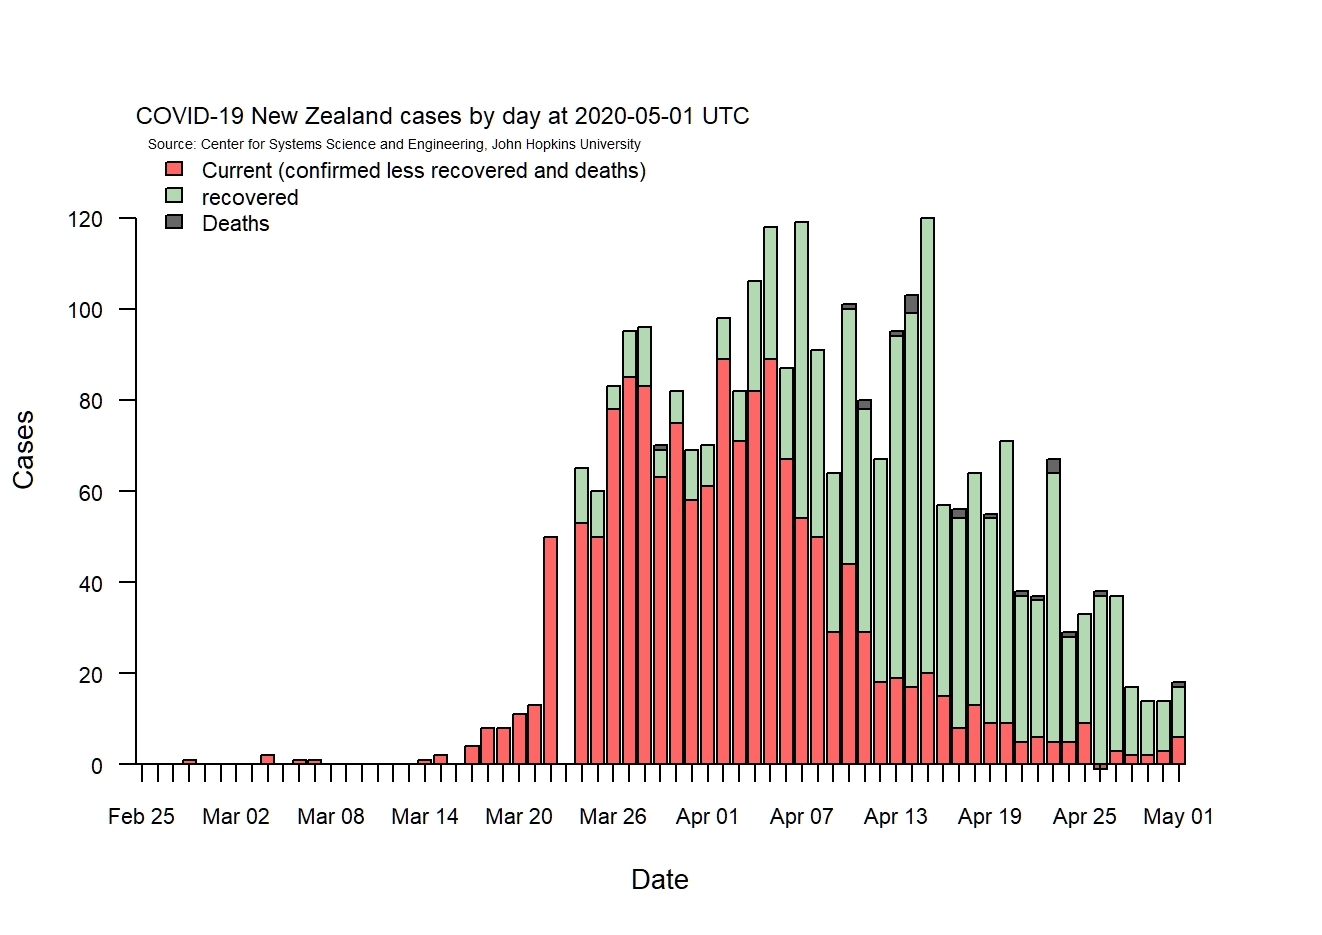 COVID-19 New Zealand cases by day at 2020-05-01 UTC
Source: Center for Systems Science and Engineering, John Hopkins University
Current (confirmed less recovered and deaths)
recovered
Deaths
120
100
80
60
40
20
0
Cases
Feb 25 Mar 02 Mar 08 Mar 14 Mar 20 Mar 26 Apr 01 Apr 07 Apr 13 Apr 19 Apr 25 May 01
Date